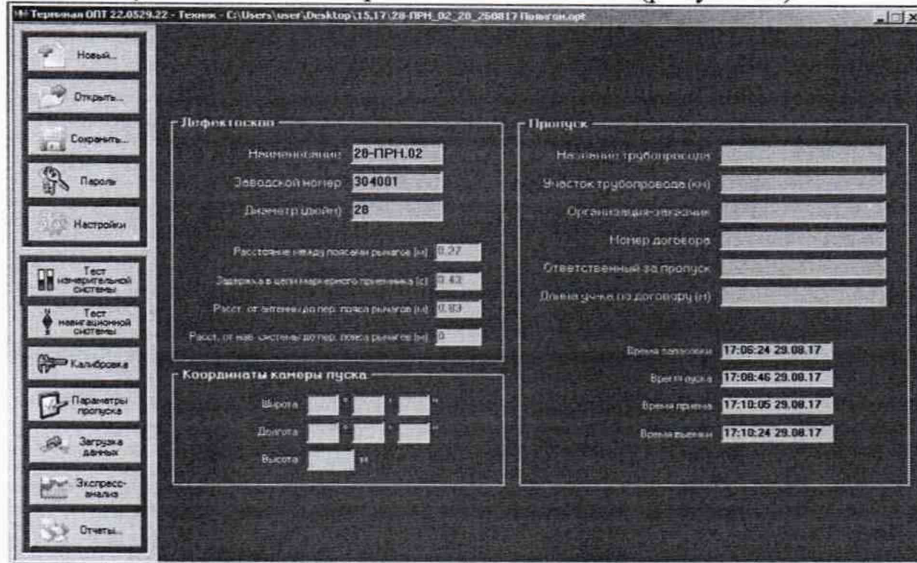 Терминал ОПТ 22.0529.22 - Техник - C:\Users\user\Desktop\15,17\28-ПРН_02_28_260817 Полигон.opt
Новый...
Открыть...
Сохранить...
Пароль
Настройки
Тест
измерительной
системы
Тест
навигационной
системы
Калибровка
Параметры
пропуска
Загрузка
данных
Экспресс-
анализ
Отчеты...
Дефектоскоп
Наименование 28-ПРН.02
Заводской номер 304001
Диаметр (дюйм) 28
Расстояние между поясами рычагов (м) 0,27
Задержка в цепи маркерного приемника (с) 0,43
Расст. от антенны до пер. пояса рычагов (м) 0,83
Расст. от нав. системы до пер. пояса рычагов (м) 0
Координаты камеры пуска
Широта ° ' "
Долгота ° ' "
Высота м
Пропуск
Название трубопровода
Участок трубопровода (км)
Организация-заказчик
Номер договора
Ответственный за пропуск
Длина уч-ка по договору (м)
Время запасовки 17:06:24 29.08.17
Время пуска 17:08:46 29.08.17
Время приема 17:10:05 29.08.17
Время выемки 17:10:24 29.08.17